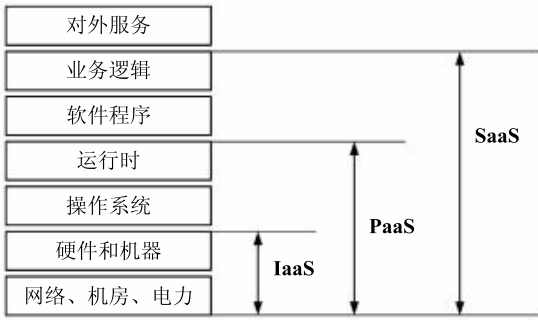 对外服务
业务逻辑
软件程序
SaaS
运行时
操作系统
PaaS
硬件和机器
IaaS
网络、机房、电力